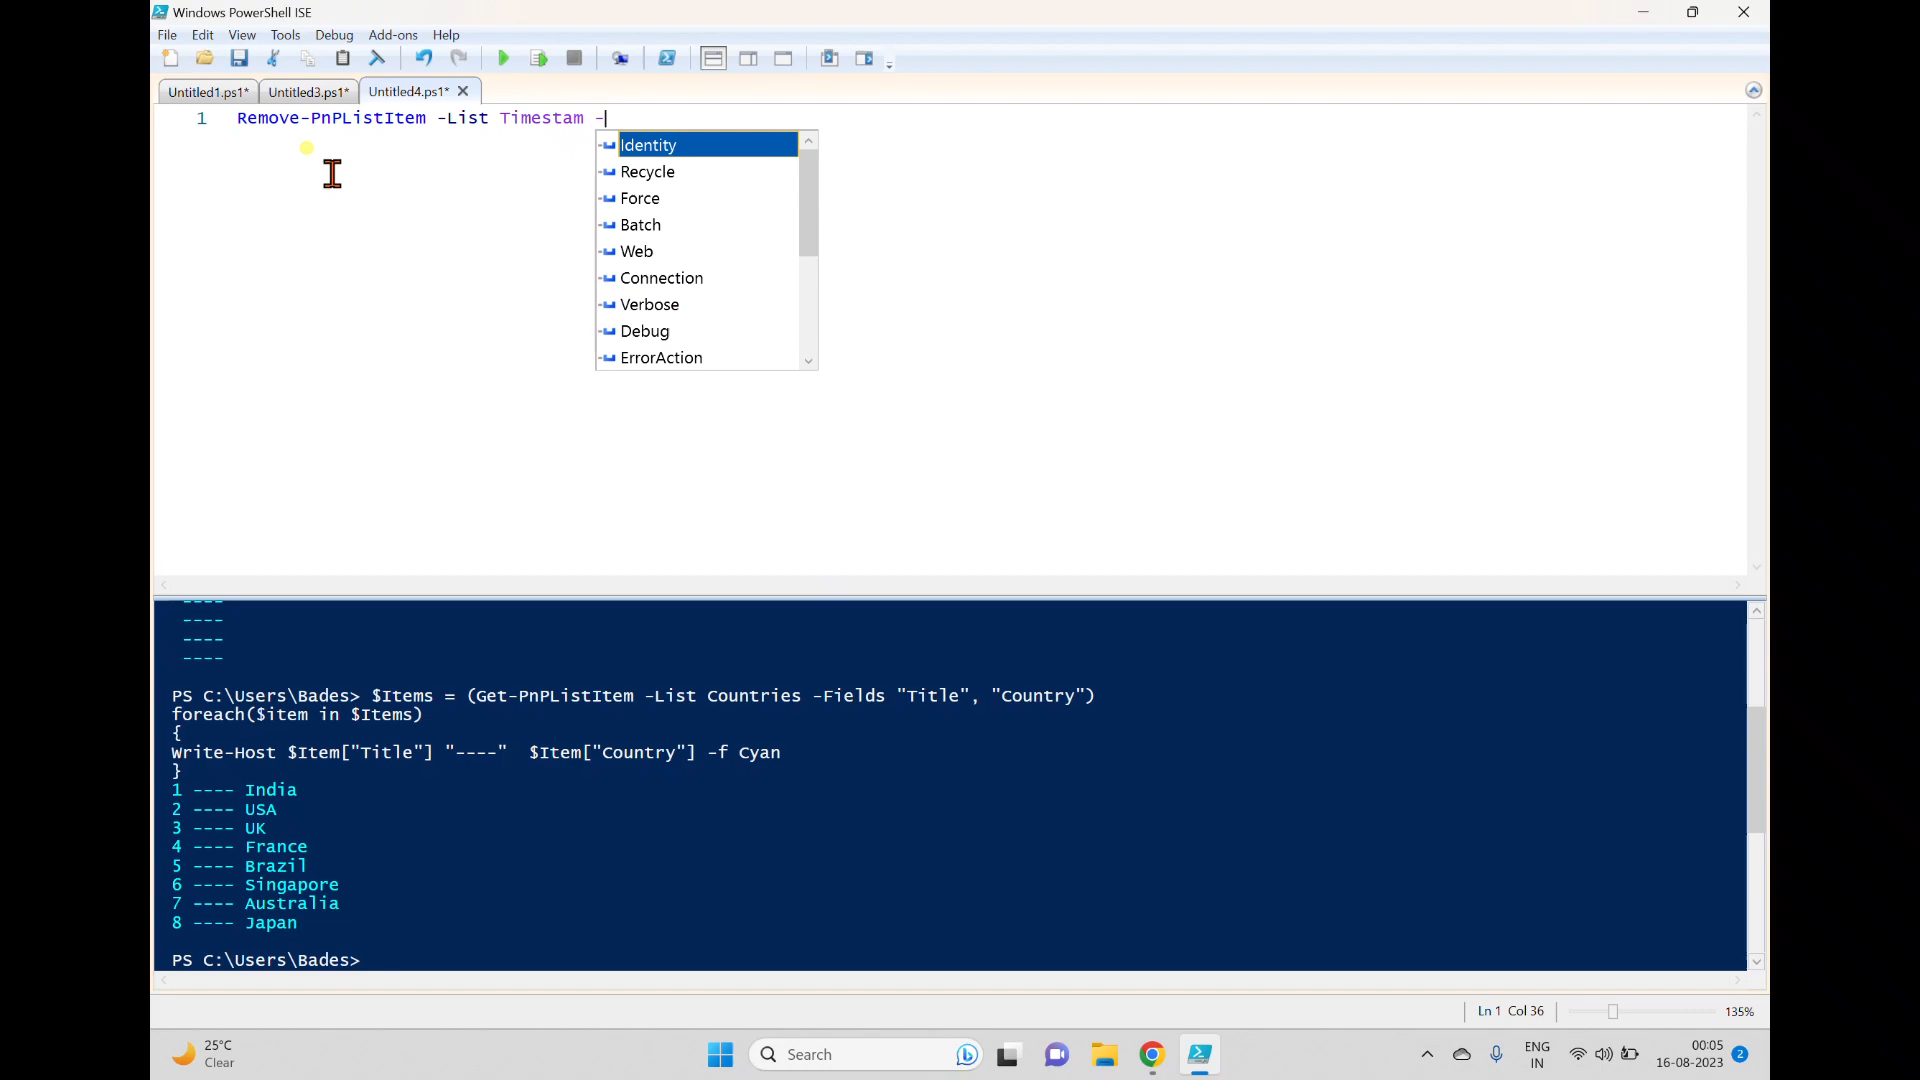 Windows PowerShell ISE
File Edit View Tools Debug Add-ons Help
Untitled1.ps1* Untitled3.ps1* Untitled4.ps1*
1 Remove-PnPListItem -List Timestam -
Identity
Recycle
Force
Batch
Web
Connection
Verbose
Debug
ErrorAction
----
----
----
----
PS C:\Users\Bades> $Items = (Get-PnPListItem -List Countries -Fields "Title", "Country")
foreach($item in $Items)
{
Write-Host $Item["Title"] "----"  $Item["Country"] -f Cyan
}
1 ---- India
2 ---- USA
3 ---- UK
4 ---- France
5 ---- Brazil
6 ---- Singapore
7 ---- Australia
8 ---- Japan
PS C:\Users\Bades>
Ln 1 Col 36 135%
25°C
Clear
Search
ENG
IN
00:05
16-08-2023
2